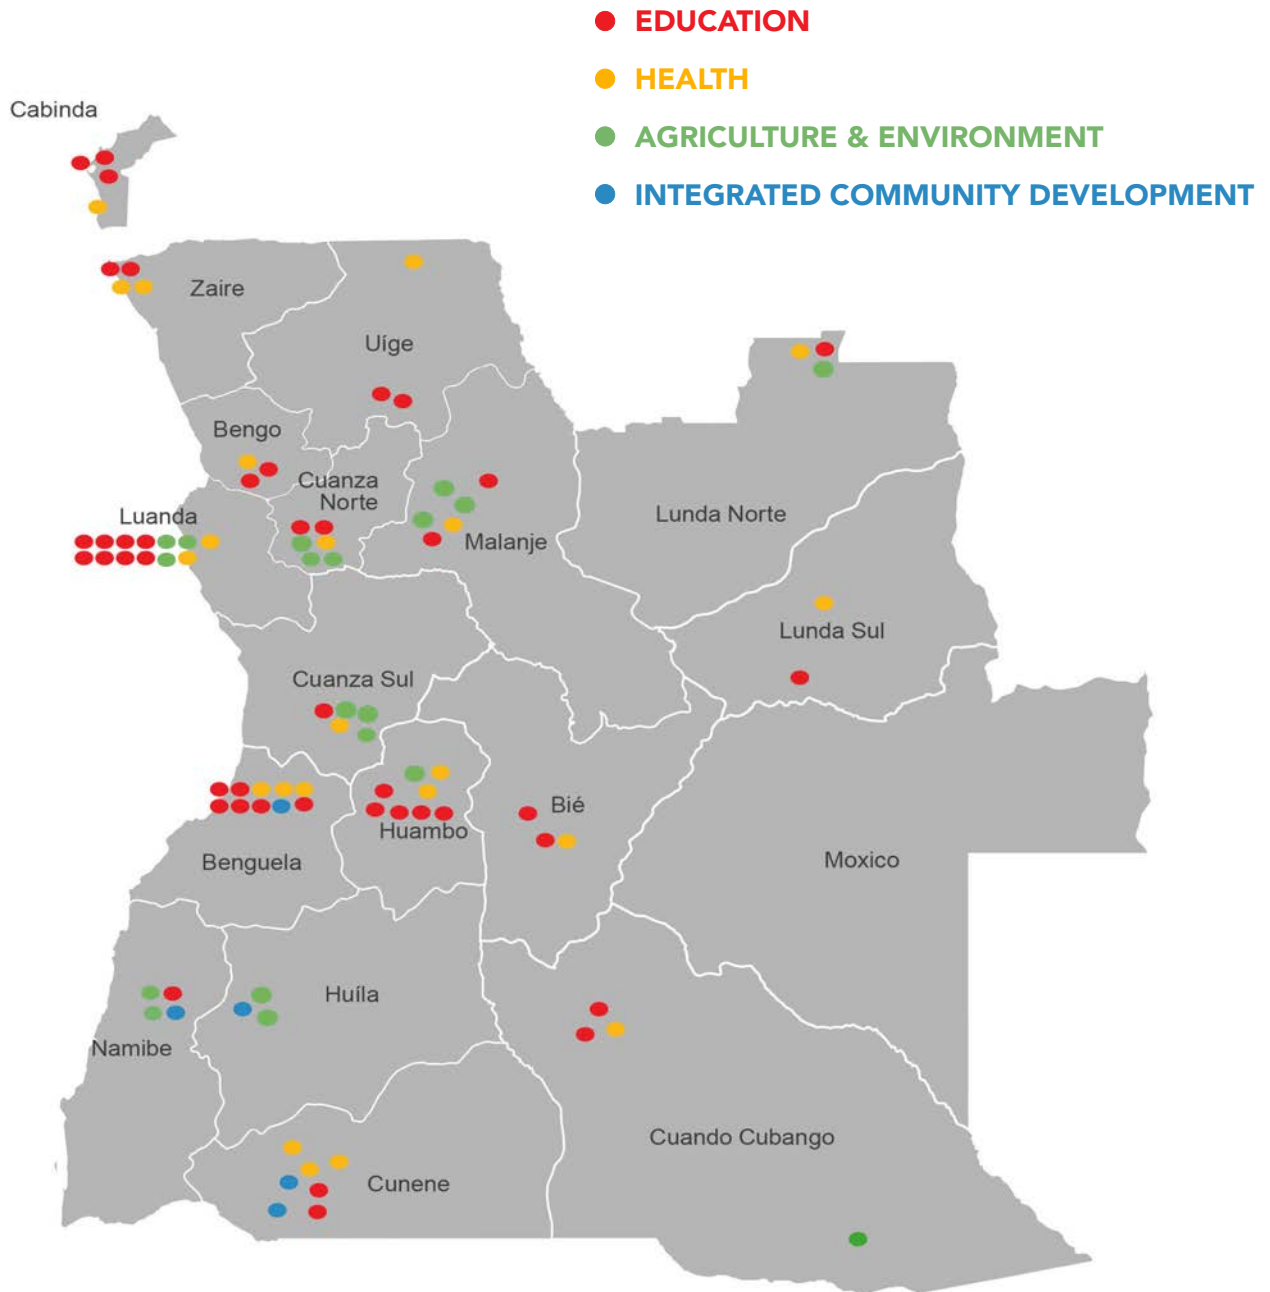 EDUCATION
HEALTH
AGRICULTURE & ENVIRONMENT
INTEGRATED COMMUNITY DEVELOPMENT
Cabinda
Zaire
Uíge
Bengo
Cuanza
Norte
Luanda
Malanje
Lunda Norte
Lunda Sul
Cuanza Sul
Bié
Huambo
Benguela
Moxico
Huíla
Namibe
Cuando Cubango
Cunene